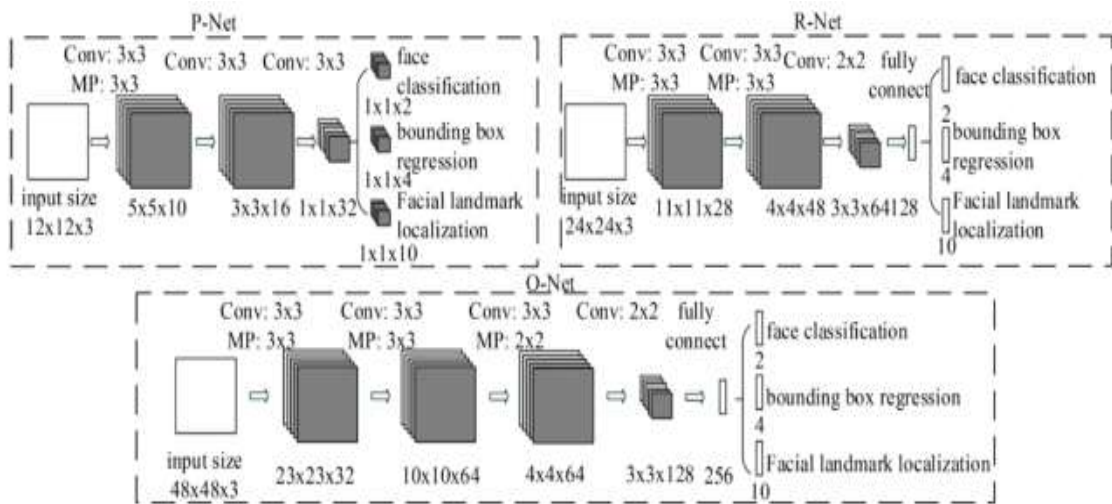 P-Net
Conv: 3x3
MP: 3x3
Conv: 3x3
Conv: 3x3
face
classification
1x1x2
bounding box
regression
1x1x4
Facial landmark
localization
1x1x10
input size
12x12x3
5x5x10
3x3x16
1x1x32
R-Net
Conv: 3x3
MP: 3x3
Conv: 3x3
MP: 3x3
Conv: 2x2
fully
connect
face classification
2
bounding box
regression
4
Facial landmark
localization
10
input size
24x24x3
11x11x28
4x4x48
3x3x64
128
O-Net
Conv: 3x3
MP: 3x3
Conv: 3x3
MP: 3x3
Conv: 3x3
MP: 2x2
Conv: 2x2
fully
connect
face classification
2
bounding box regression
4
Facial landmark localization
10
input size
48x48x3
23x23x32
10x10x64
4x4x64
3x3x128
256